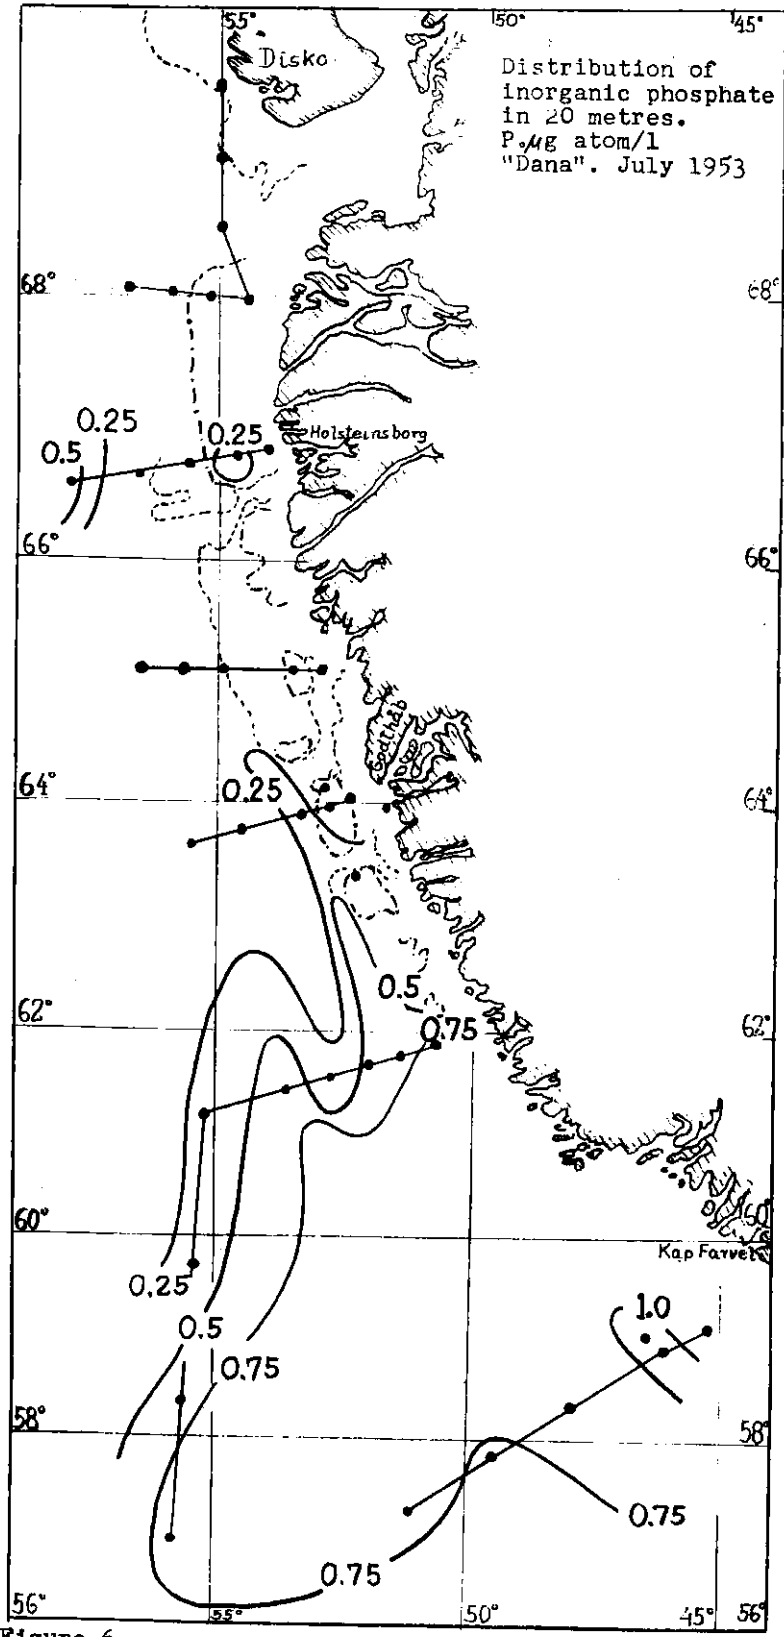 55° 50° 45°
Disko
Distribution of
inorganic phosphate
in 20 metres.
P.µg atom/l
"Dana". July 1953
68° 68°
0.25
0.5
0.25
Holsteinsborg
66° 66°
Godthåb
64° 64°
0.25
0.5
62° 62°
0.75
60° 60°
Kap Farvel
0.25
1.0
0.5
0.75
58° 58°
0.75
0.75
56° 55° 50° 45° 56°
Figure 6